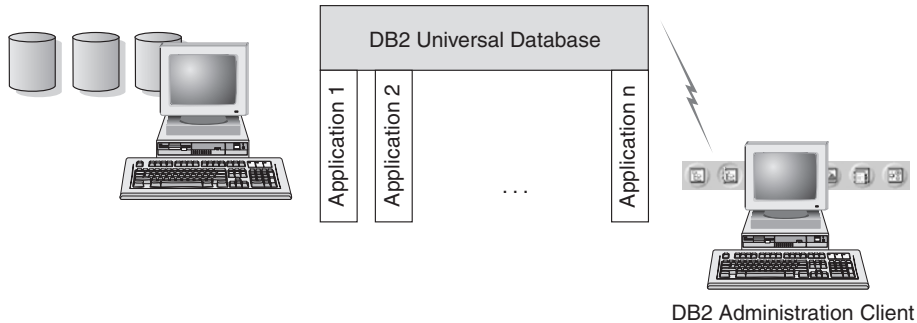 DB2 Universal Database
Application 1
Application 2
. . .
Application n
DB2 Administration Client